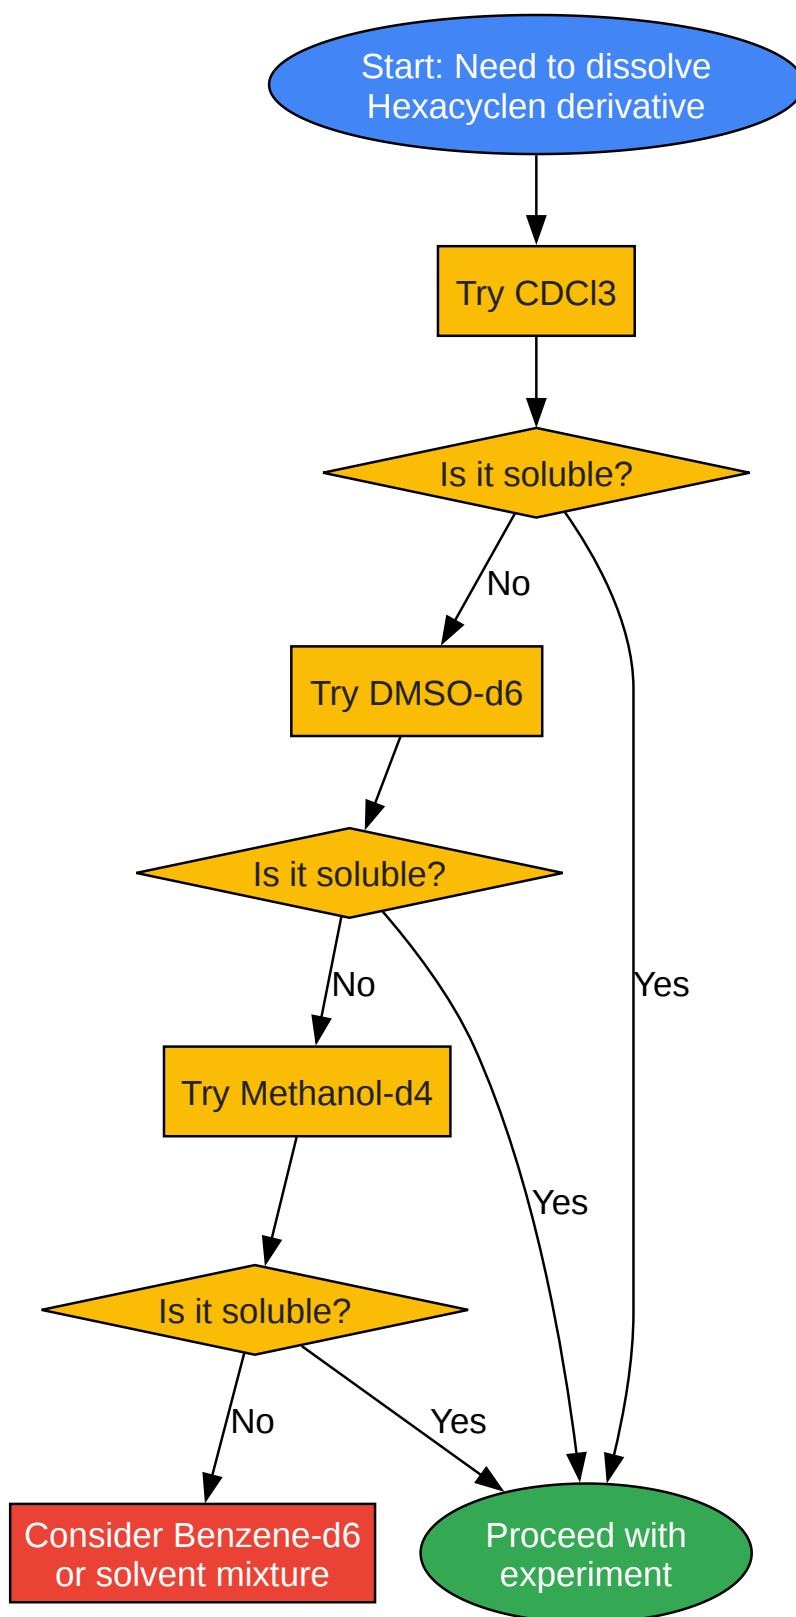 Start: Need to dissolve
Hexacyclen derivative
Try CDCl3
Is it soluble?
No
Try DMSO-d6
Is it soluble?
No
Yes
Try Methanol-d4
Yes
Is it soluble?
No
Yes
Consider Benzene-d6
or solvent mixture
Proceed with
experiment